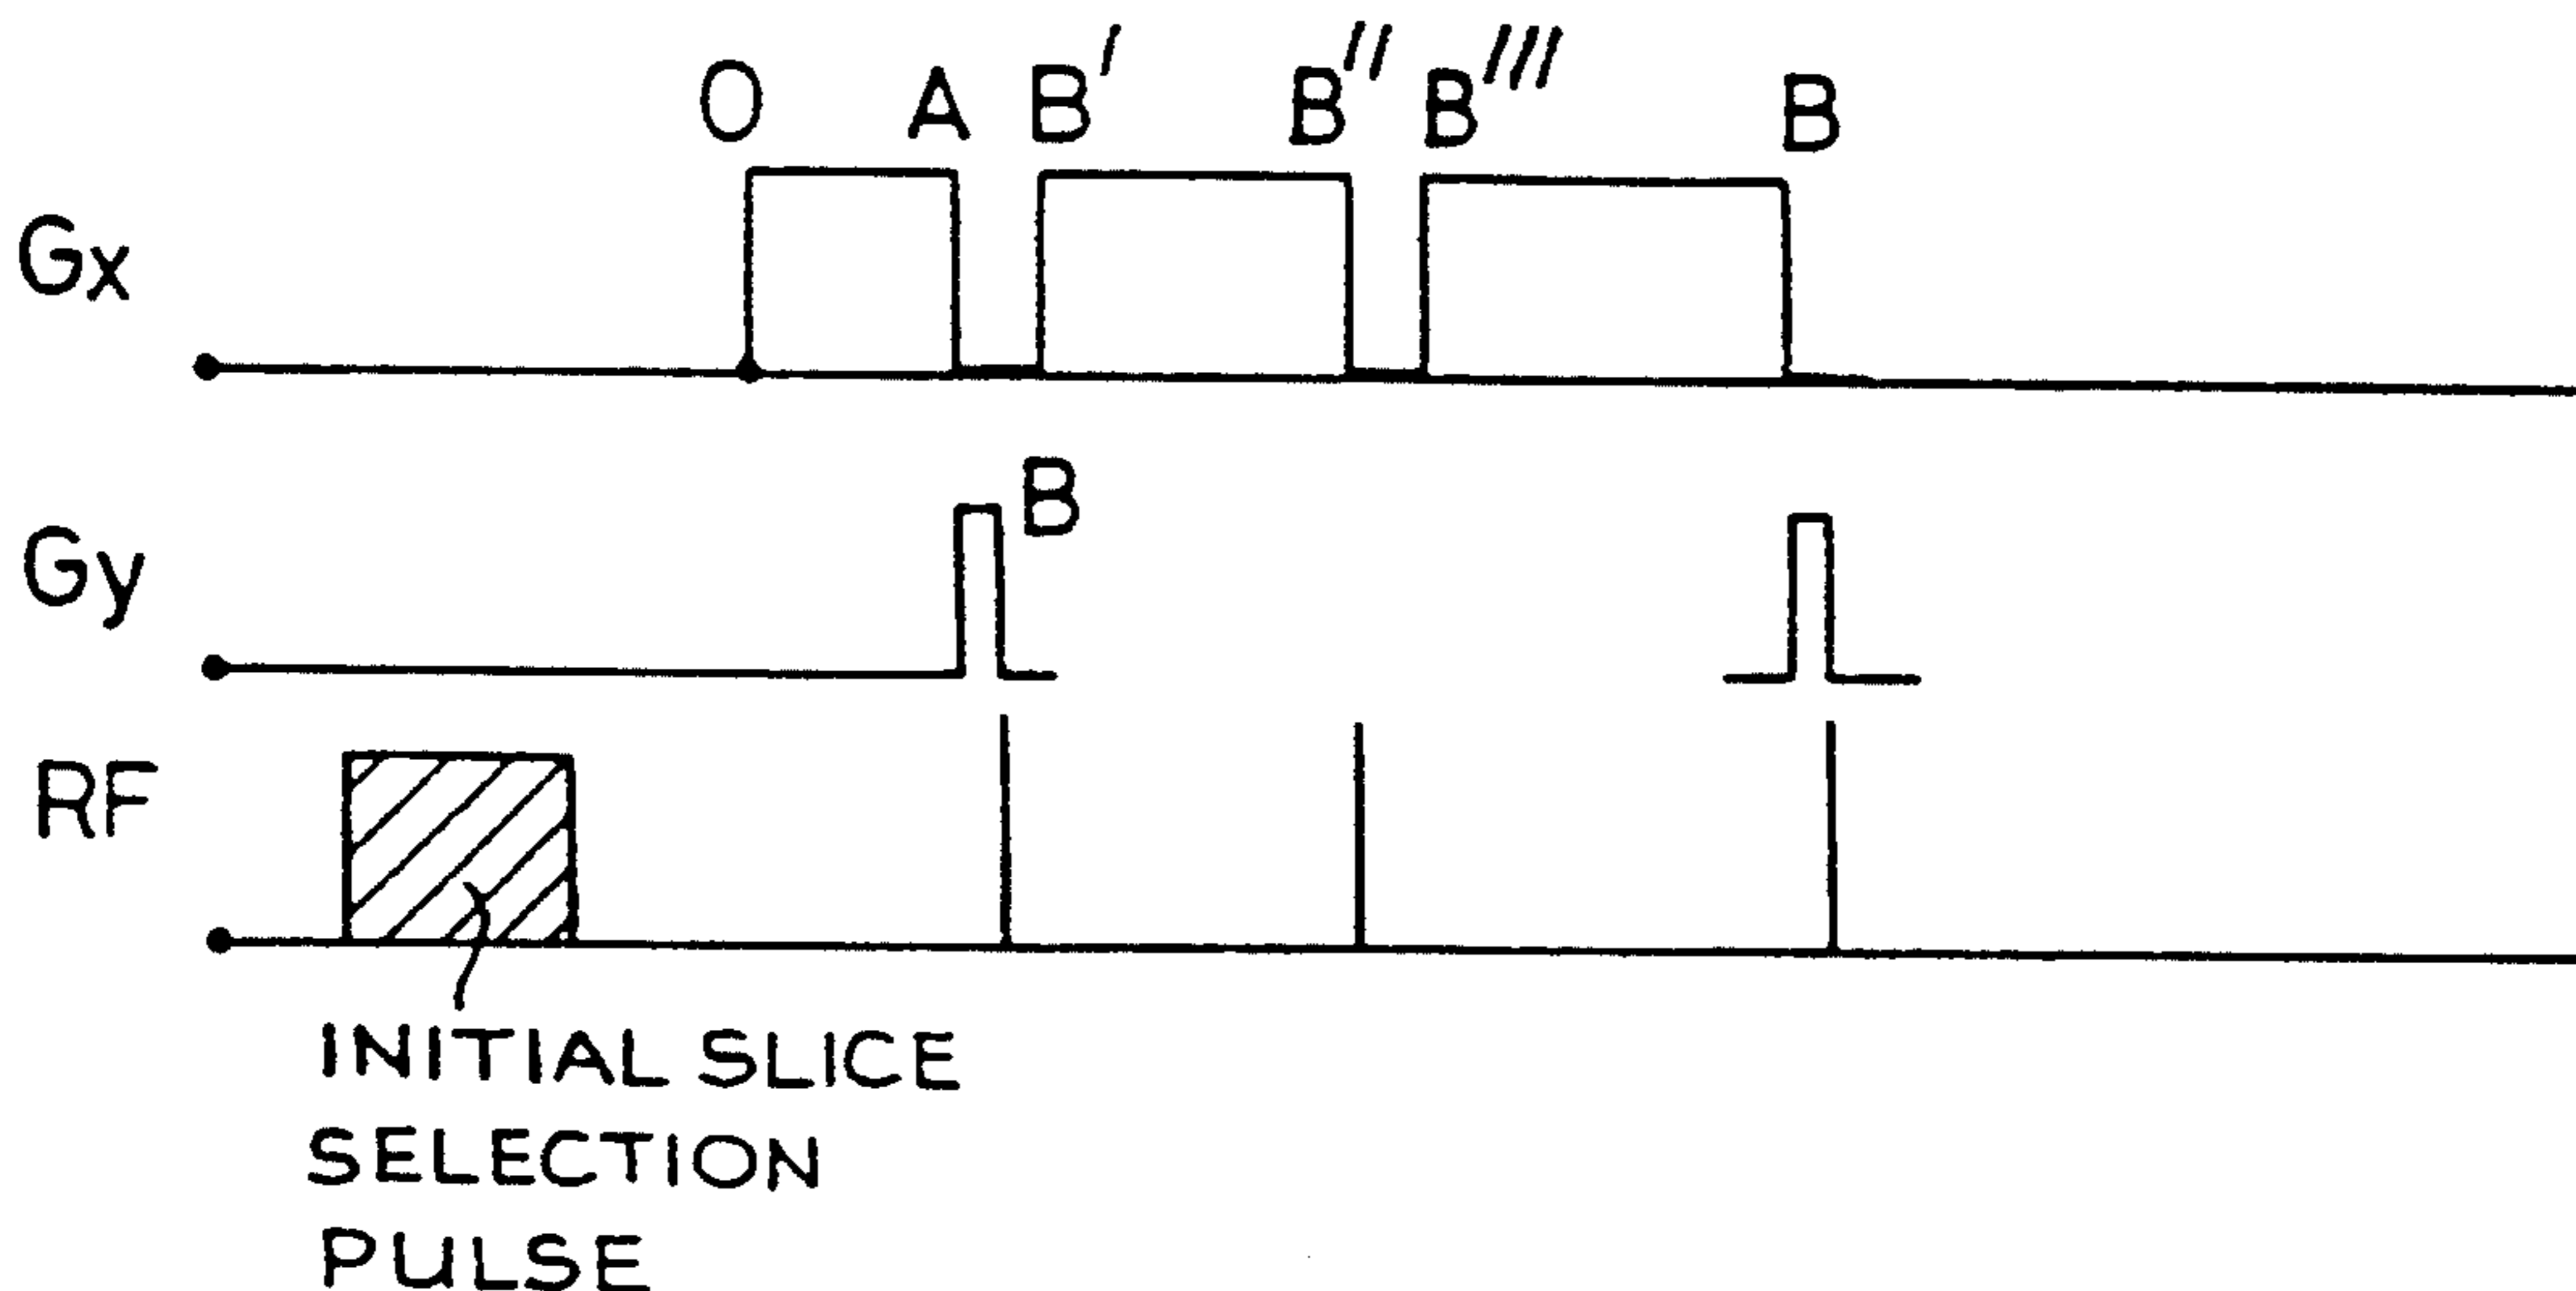 O A B′ B″ B‴ B
Gx
B
Gy
RF
INITIAL SLICE
SELECTION
PULSE